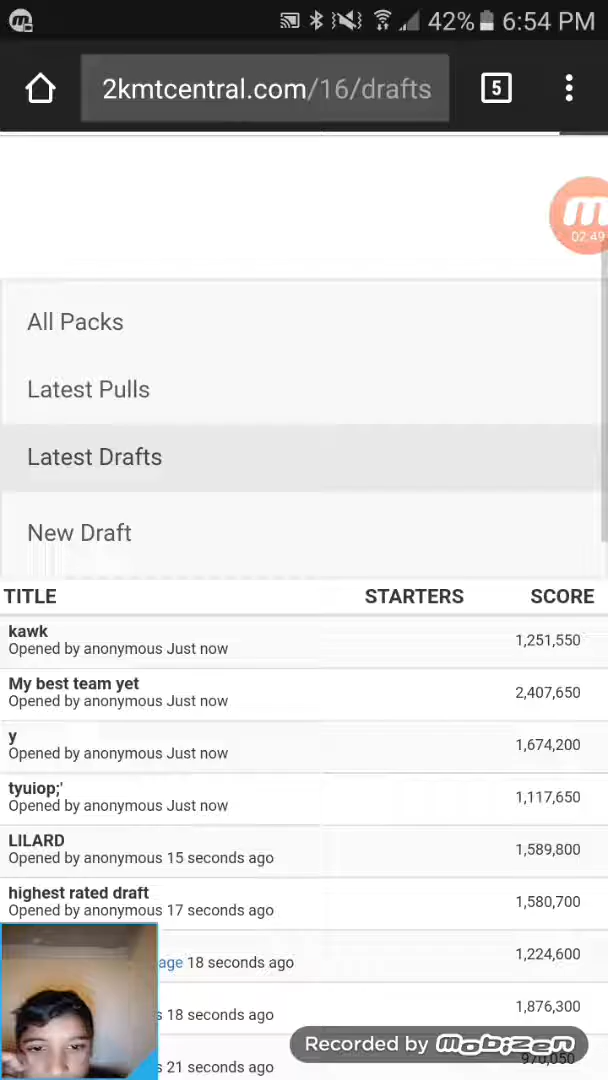 42% 6:54 PM
2kmtcentral.com/16/drafts
5
02:49
All Packs
Latest Pulls
Latest Drafts
New Draft
TITLE STARTERS SCORE
kawk
Opened by anonymous Just now 1,251,550
My best team yet
Opened by anonymous Just now 2,407,650
y
Opened by anonymous Just now 1,674,200
tyuiop;'
Opened by anonymous Just now 1,117,650
LILARD
Opened by anonymous 15 seconds ago 1,589,800
highest rated draft
Opened by anonymous 17 seconds ago 1,580,700
age 18 seconds ago 1,224,600
s 18 seconds ago 1,876,300
Recorded by mobizen
s 21 seconds ago 970,050